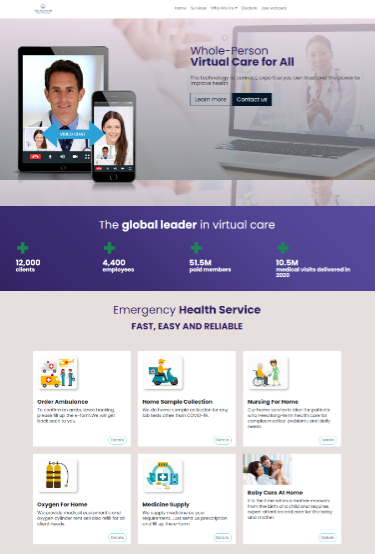 Home Services Who We Are Doctors User Account
Whole-Person
Virtual Care for All
The technology to connect, expertise you can trust and the power to
improve health
Learn more Contact us
VIDEO CHAT
The global leader in virtual care
12,000 4,400 51.5M 10.5M
clients employees paid members medical visits delivered in
2020
Emergency Health Service
FAST, EASY AND RELIABLE
Order Ambulance
To confirm an ambulance booking,
please fill up the e-form. We will get
back soon to you.
Details
Home Sample Collection
We do home sample collection for any
lab tests other than COVID-19.
Details
Nursing For Home
Our home service is ideal for patients
who need long-term health care for
complex medical problems and daily
needs.
Details
Oxygen For Home
We provide medical equipments and
oxygen cylinder rent sell also refill for all
client needs.
Details
Medicine Supply
We supply medicine as your
requirement. Just send us prescription
and fill up the e-form.
Details
Baby Care At Home
It is the time when a mother recovers
from the birth of a child and requires
expert attention and care for the baby
and mother.
Details